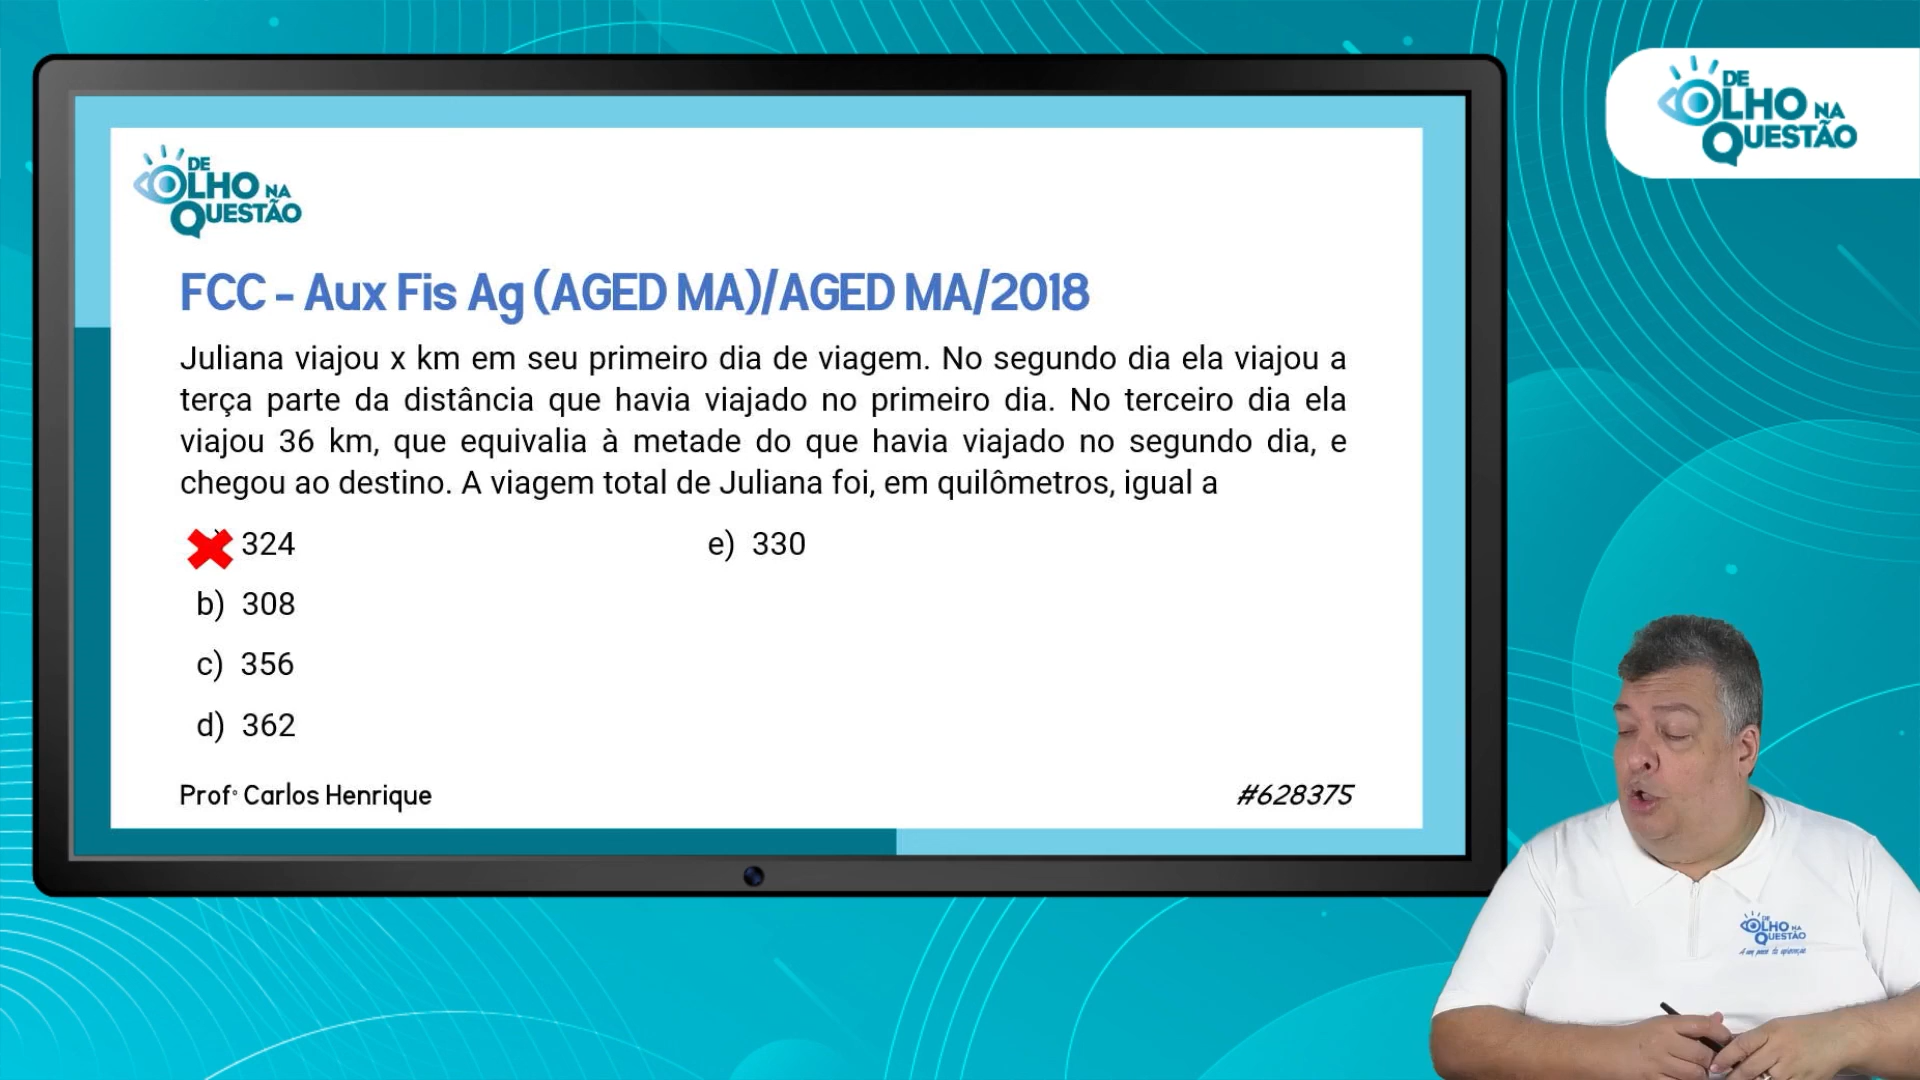 DE
OLHO NA
QUESTÃO
DE
OLHO NA
QUESTÃO
FCC - Aux Fis Ag (AGED MA)/AGED MA/2018
Juliana viajou x km em seu primeiro dia de viagem. No segundo dia ela viajou a
terça parte da distância que havia viajado no primeiro dia. No terceiro dia ela
viajou 36 km, que equivalia à metade do que havia viajado no segundo dia, e
chegou ao destino. A viagem total de Juliana foi, em quilômetros, igual a
324
b) 308
c) 356
d) 362
e) 330
Profº Carlos Henrique
#628375
DE
OLHO NA
QUESTÃO